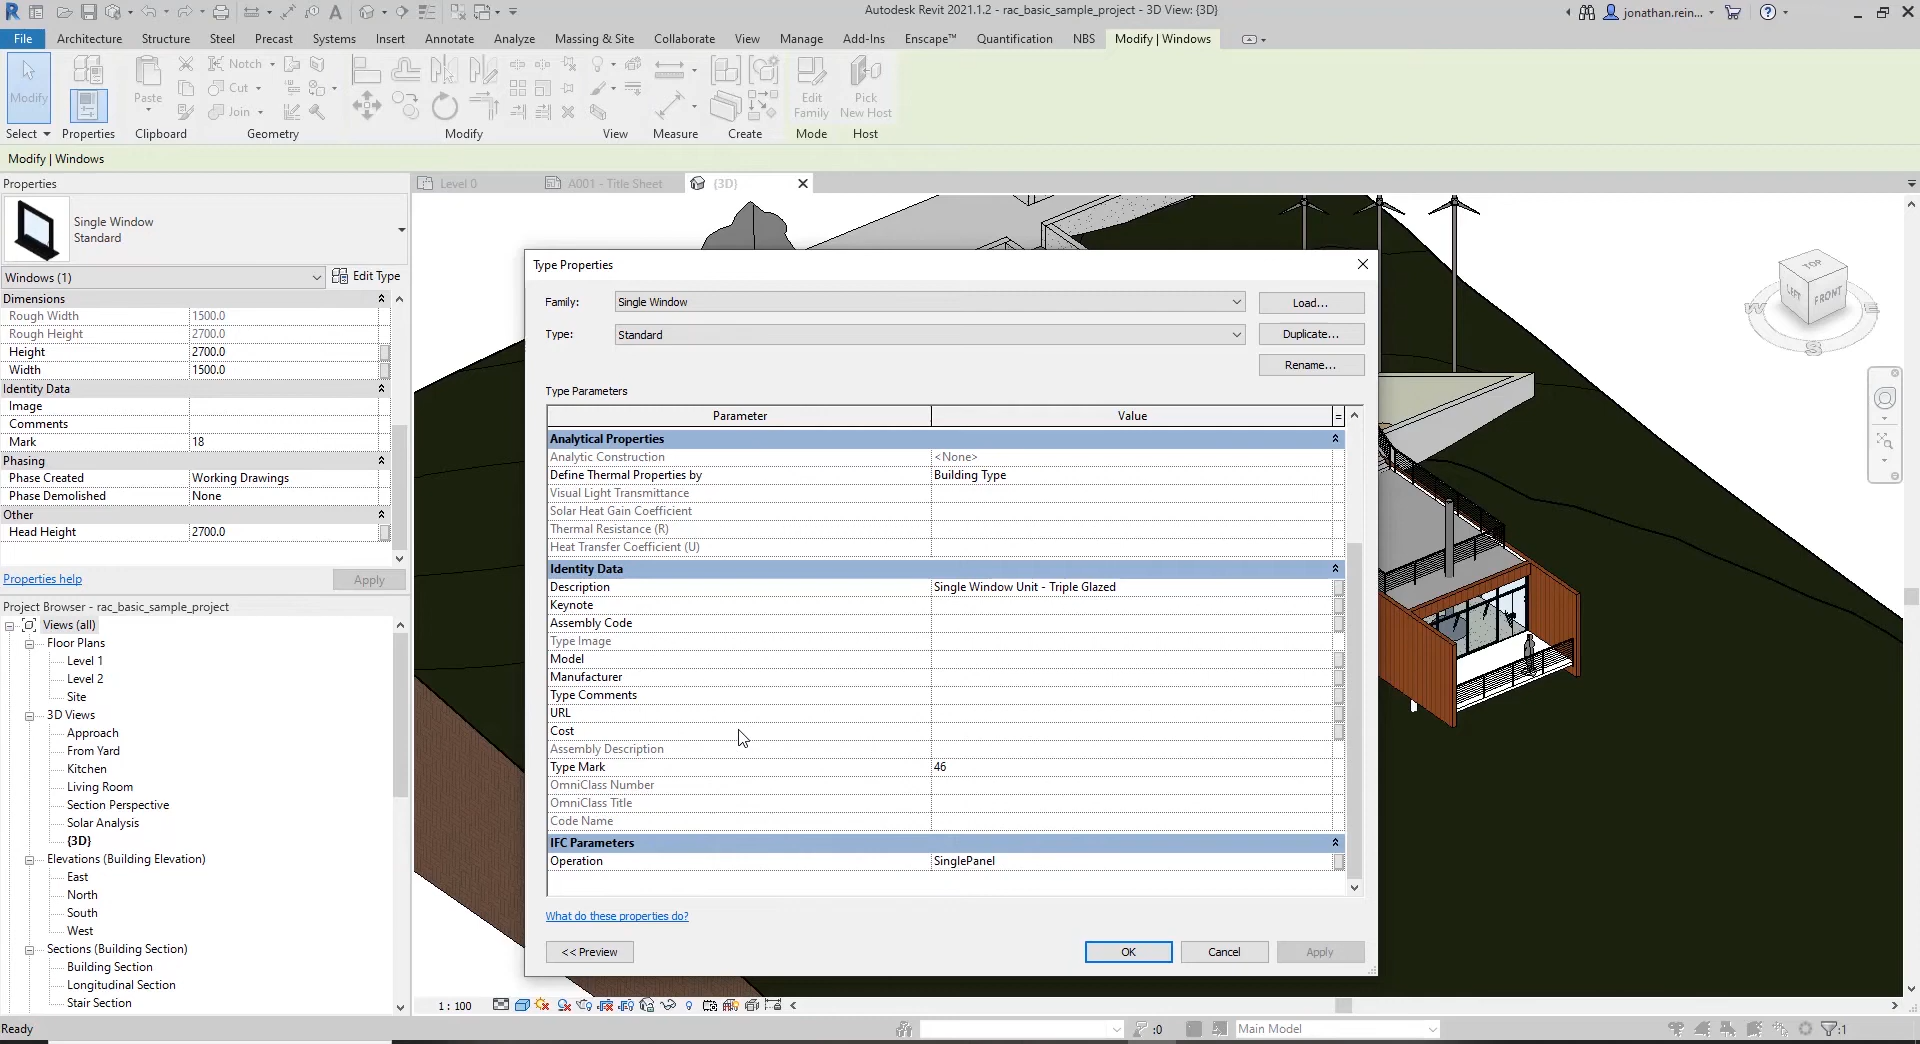 Autodesk Revit 2021.1.2 - rac_basic_sample_project - 3D View: {3D}
jonathan.rein...
File Architecture Structure Steel Precast Systems Insert Annotate Analyze Massing & Site Collaborate View Manage Add-Ins Enscape™ Quantification NBS Modify | Windows
Modify
Paste
Notch
Cut
Join
Edit Family
Pick New Host
Select Properties Clipboard Geometry Modify View Measure Create Mode Host
Modify | Windows
Properties
Single Window
Standard
Windows (1) Edit Type
Dimensions
Rough Width 1500.0
Rough Height 2700.0
Height 2700.0
Width 1500.0
Identity Data
Image
Comments
Mark 18
Phasing
Phase Created Working Drawings
Phase Demolished None
Other
Head Height 2700.0
Properties help Apply
Project Browser - rac_basic_sample_project
Views (all)
Floor Plans
Level 1
Level 2
Site
3D Views
Approach
From Yard
Kitchen
Living Room
Section Perspective
Solar Analysis
{3D}
Elevations (Building Elevation)
East
North
South
West
Sections (Building Section)
Building Section
Longitudinal Section
Stair Section
Level 0 A001 - Title Sheet {3D}
TOP
LEFT FRONT
W E
S
Type Properties
Family: Single Window Load...
Type: Standard Duplicate...
Rename...
Type Parameters
Parameter Value =
Analytical Properties
Analytic Construction <None>
Define Thermal Properties by Building Type
Visual Light Transmittance
Solar Heat Gain Coefficient
Thermal Resistance (R)
Heat Transfer Coefficient (U)
Identity Data
Description Single Window Unit - Triple Glazed
Keynote
Assembly Code
Type Image
Model
Manufacturer
Type Comments
URL
Cost
Assembly Description
Type Mark 46
OmniClass Number
OmniClass Title
Code Name
IFC Parameters
Operation SinglePanel
What do these properties do?
<< Preview OK Cancel Apply
1 : 100
Ready :0 Main Model :1